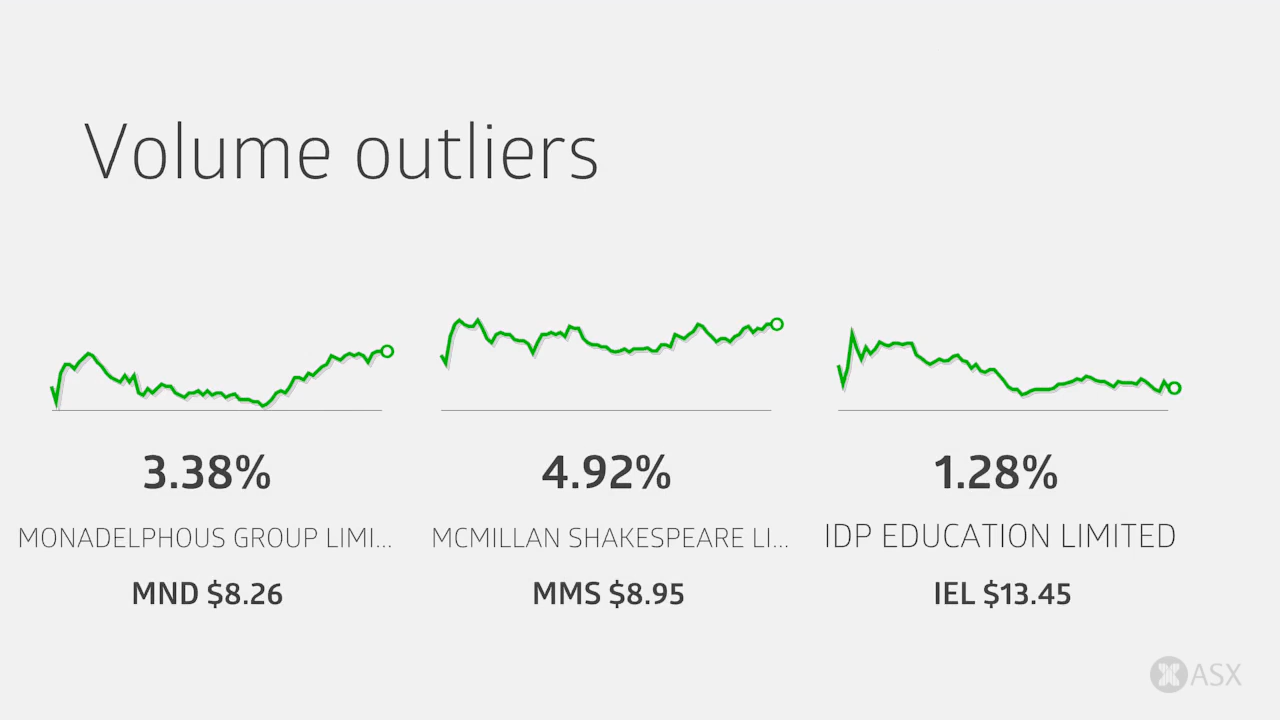 Volume outliers
3.38%
MONADELPHOUS GROUP LIMI...
MND $8.26
4.92%
MCMILLAN SHAKESPEARE LI...
MMS $8.95
1.28%
IDP EDUCATION LIMITED
IEL $13.45
ASX